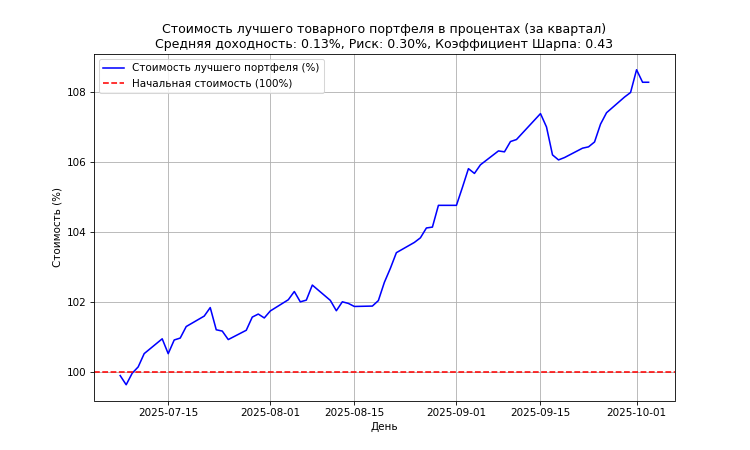 Стоимость лучшего товарного портфеля в процентах (за квартал)
Средняя доходность: 0.13%, Риск: 0.30%, Коэффициент Шарпа: 0.43
Стоимость лучшего портфеля (%)
Начальная стоимость (100%)
Стоимость (%)
108
106
104
102
100
2025-07-15
2025-08-01
2025-08-15
2025-09-01
2025-09-15
2025-10-01
День